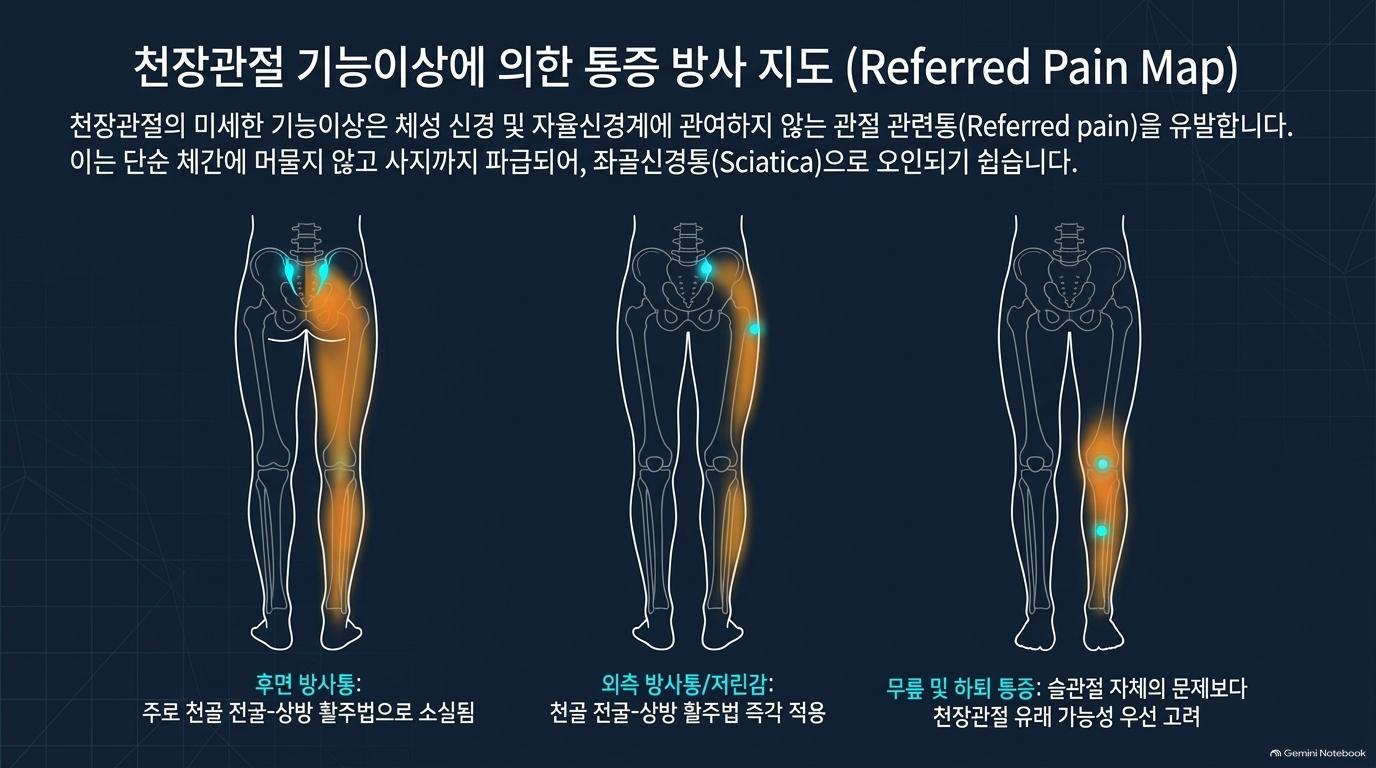 천장관절 기능이상에 의한 통증 방사 지도 (Referred Pain Map)
천장관절의 미세한 기능이상은 체성 신경 및 자율신경계에 관여하지 않는 관절 관련통(Referred pain)을 유발합니다.
이는 단순 체간에 머물지 않고 사지까지 파급되어, 좌골신경통(Sciatica)으로 오인되기 쉽습니다.
후면 방사통:
주로 천골 전굴-상방 활주법으로 소실됨
외측 방사통/저린감:
천골 전굴-상방 활주법 즉각 적용
무릎 및 하퇴 통증: 슬관절 자체의 문제보다
천장관절 유래 가능성 우선 고려
Gemini Notebook